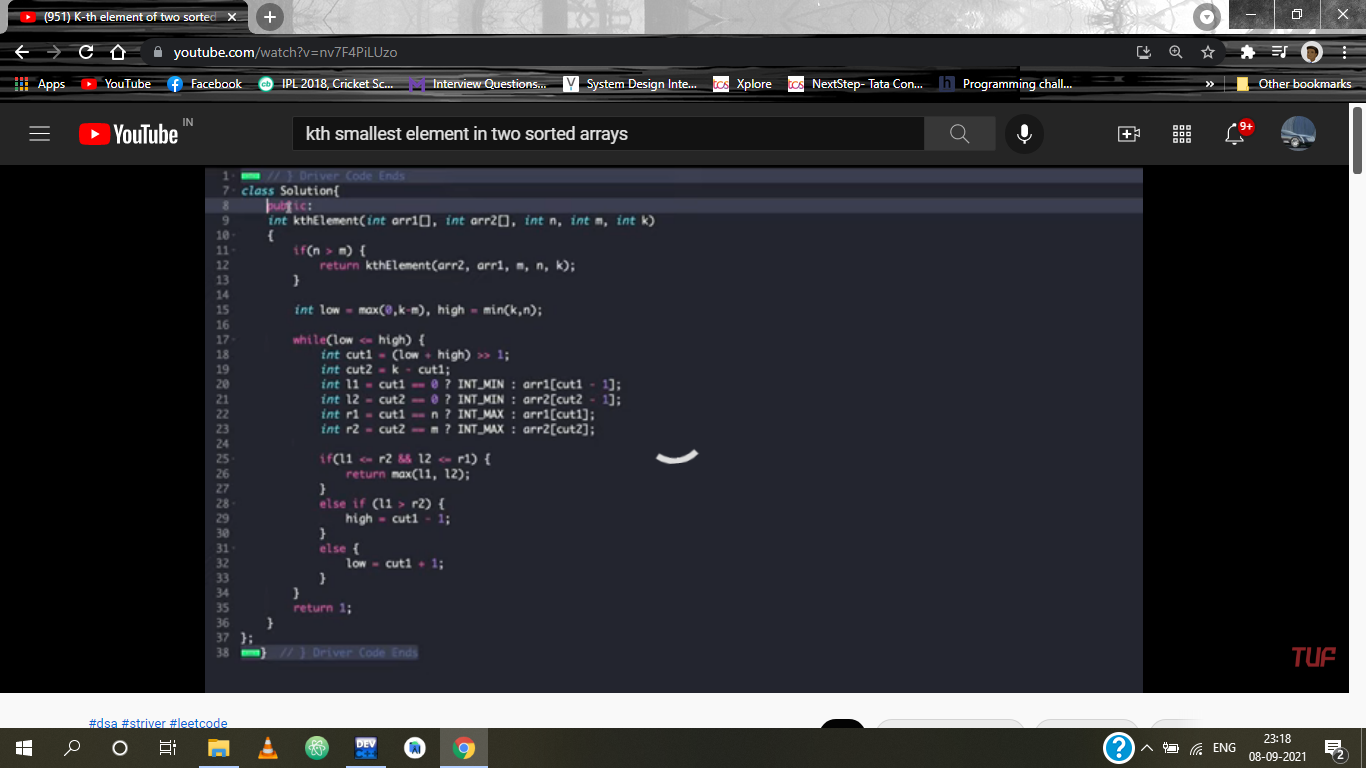 (951) K-th element of two sorted
youtube.com/watch?v=nv7F4PiLUzo
Apps YouTube Facebook IPL 2018, Cricket Sc... Interview Questions... System Design Inte... Xplore NextStep- Tata Con... Programming chall... » Other bookmarks
YouTube IN kth smallest element in two sorted arrays 9+
1 // } Driver Code Ends
7 class Solution{
8 public:
9 int kthElement(int arr1[], int arr2[], int n, int m, int k)
10 {
11 if(n > m) {
12 return kthElement(arr2, arr1, m, n, k);
13 }
14
15 int low = max(0,k-m), high = min(k,n);
16
17 while(low <= high) {
18 int cut1 = (low + high) >> 1;
19 int cut2 = k - cut1;
20 int l1 = cut1 == 0 ? INT_MIN : arr1[cut1 - 1];
21 int l2 = cut2 == 0 ? INT_MIN : arr2[cut2 - 1];
22 int r1 = cut1 == n ? INT_MAX : arr1[cut1];
23 int r2 = cut2 == m ? INT_MAX : arr2[cut2];
24
25 if(l1 <= r2 && l2 <= r1) {
26 return max(l1, l2);
27 }
28 else if (l1 > r2) {
29 high = cut1 - 1;
30 }
31 else {
32 low = cut1 + 1;
33 }
34 }
35 return 1;
36 }
37 };
38 } // } Driver Code Ends
TUF
#dsa #striver #leetcode
DEV ENG 23:18
08-09-2021 2